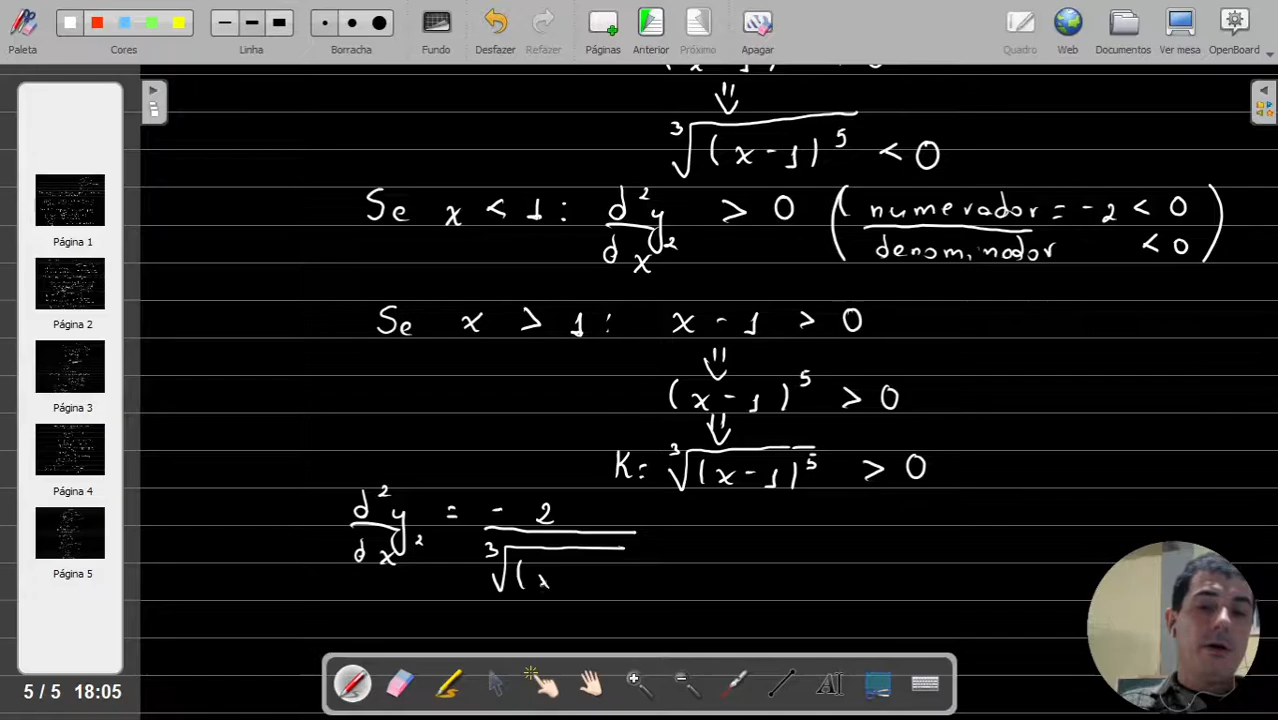 Paleta Cores Linha Borracha Fundo Desfazer Refazer Páginas Anterior Próximo Apagar Quadro Web Documentos Ver mesa OpenBoard
∛(x-1)^5 < 0
Se x < 1: d²y/dx² > 0 (numerador = -2 < 0 / denominador < 0)
Se x > 1: x - 1 > 0
⇓
(x-1)^5 > 0
⇓
K: ∛(x-1)^5 > 0
d²y/dx² = -2/∛(x
Página 1
Página 2
Página 3
Página 4
Página 5
5 / 5 18:05